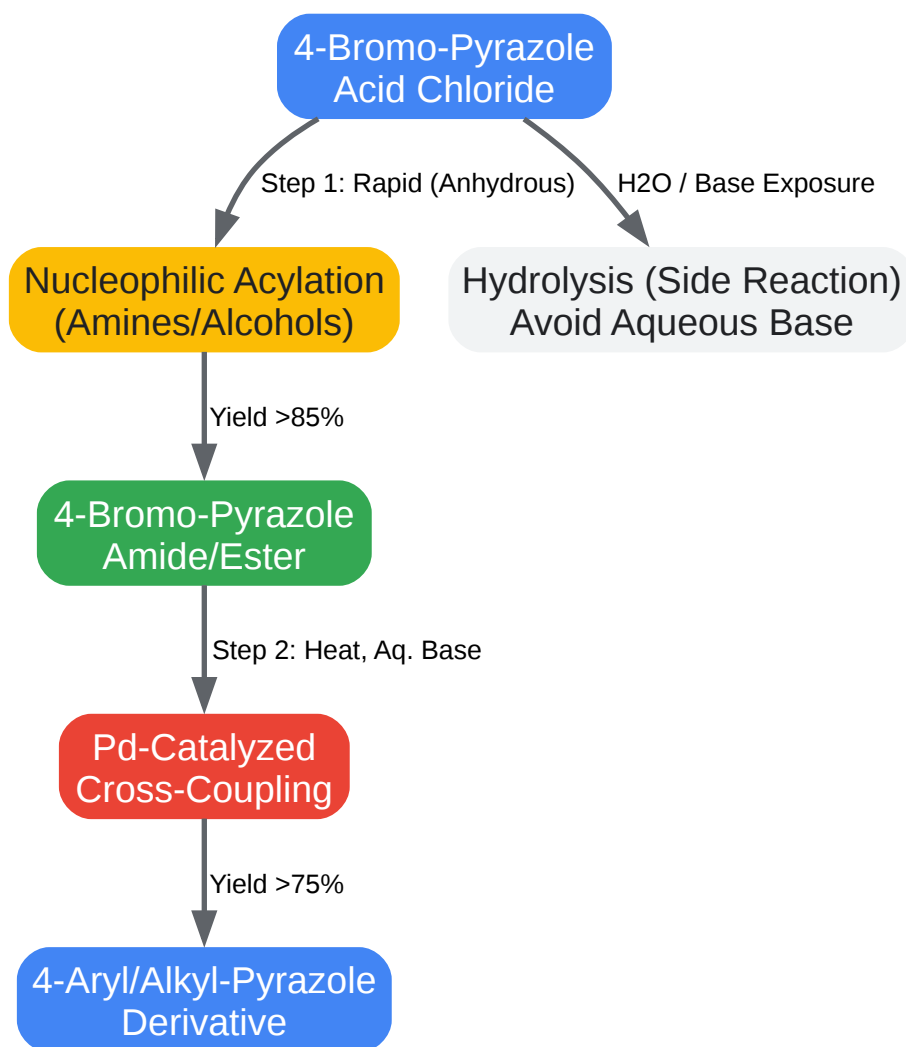 4-Bromo-Pyrazole
Acid Chloride
Step 1: Rapid (Anhydrous)
H2O / Base Exposure
Nucleophilic Acylation
(Amines/Alcohols)
Hydrolysis (Side Reaction)
Avoid Aqueous Base
Yield >85%
4-Bromo-Pyrazole
Amide/Ester
Step 2: Heat, Aq. Base
Pd-Catalyzed
Cross-Coupling
Yield >75%
4-Aryl/Alkyl-Pyrazole
Derivative